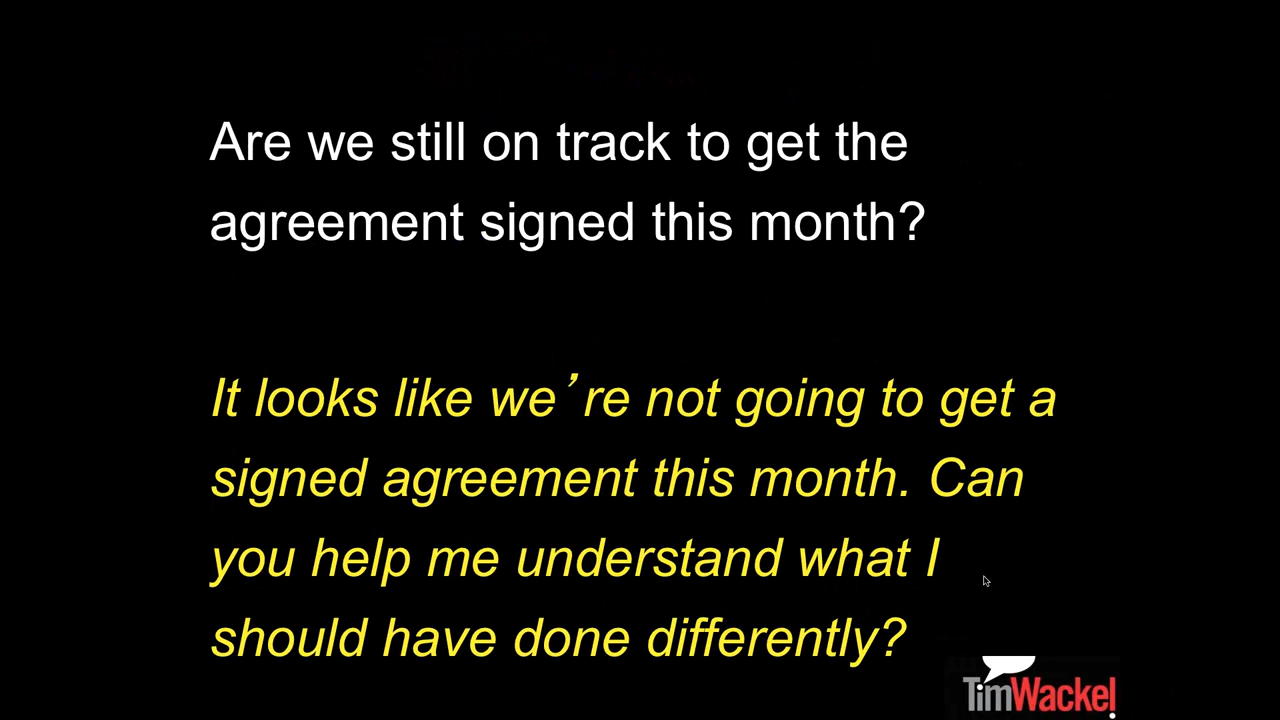 Are we still on track to get the
agreement signed this month?
It looks like we’re not going to get a
signed agreement this month. Can
you help me understand what I
should have done differently?
TimWackel